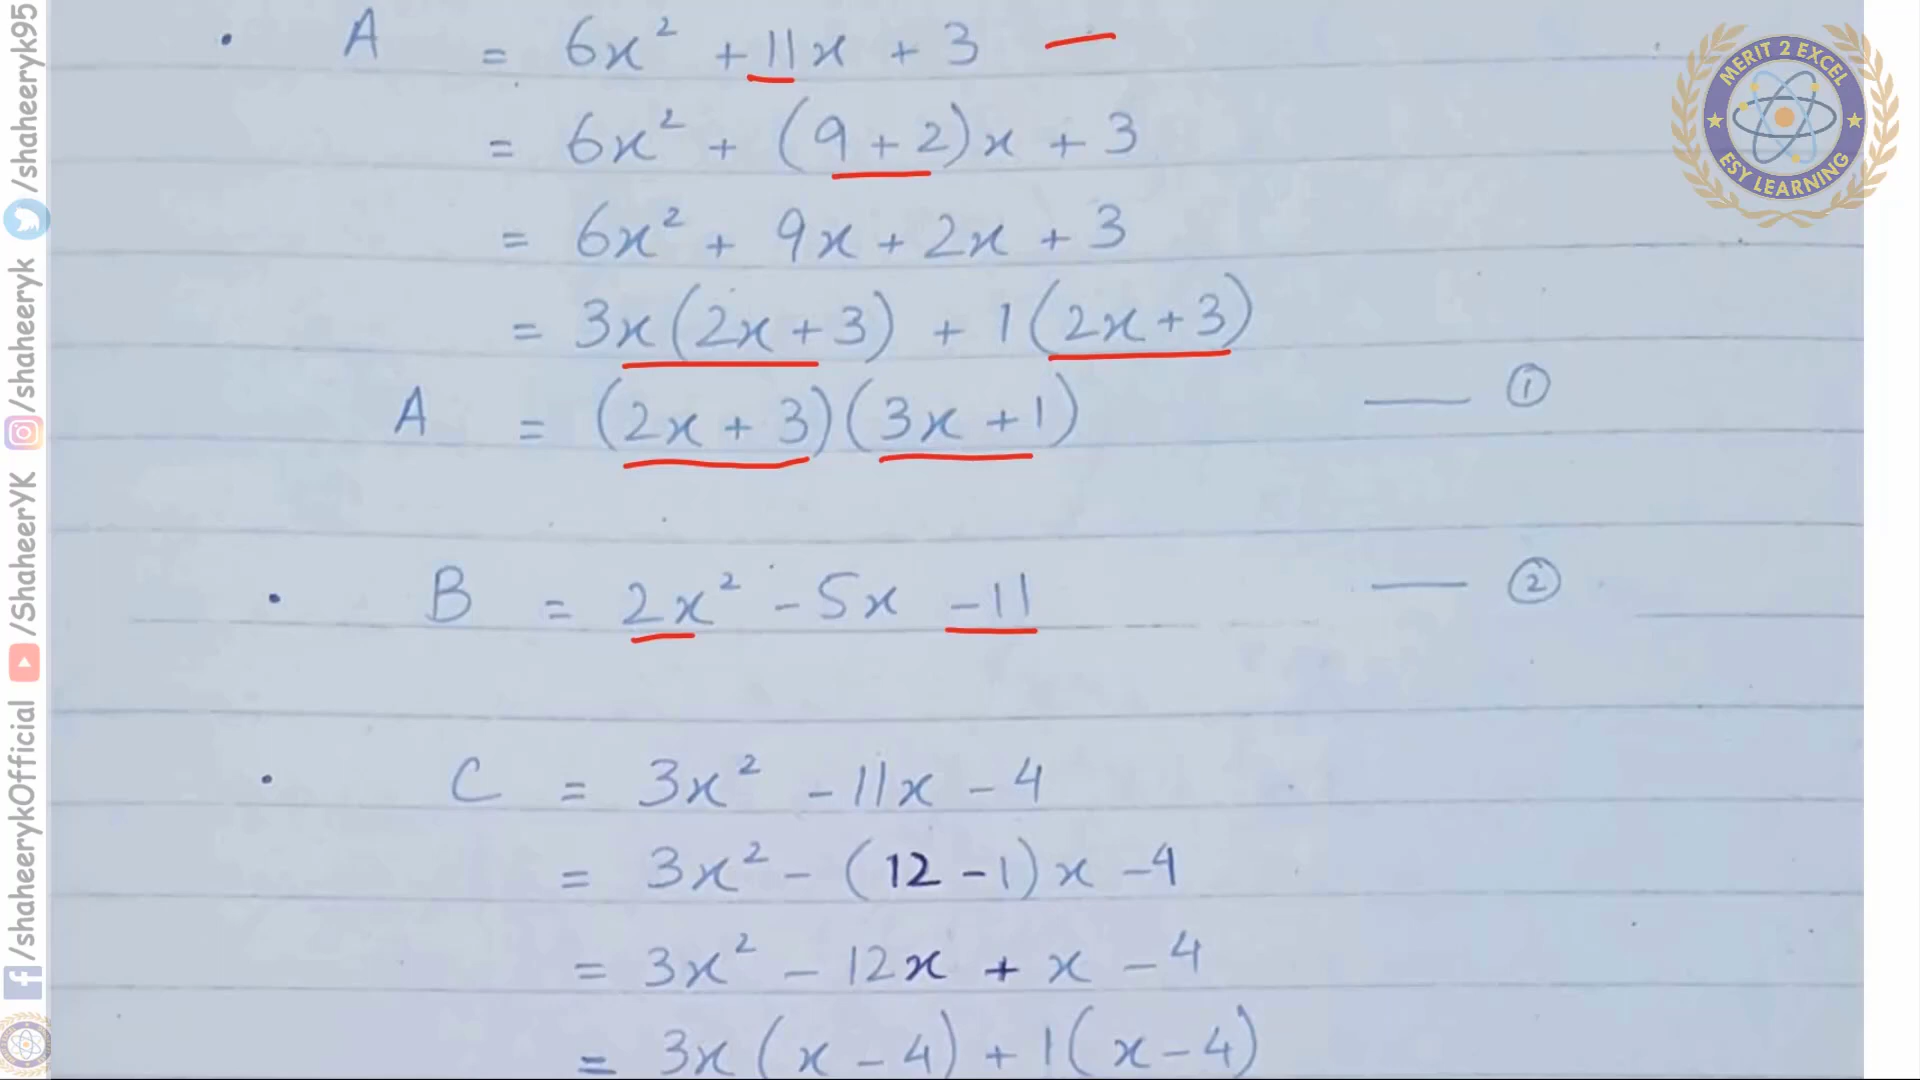 • A = 6x² + 11x + 3
= 6x² + (9 + 2)x + 3
= 6x² + 9x + 2x + 3
= 3x(2x + 3) + 1(2x + 3)
A = (2x + 3)(3x + 1) —— ①
• B = 2x² - 5x - 11 —— ②
• C = 3x² - 11x - 4
= 3x² - (12 - 1)x - 4
= 3x² - 12x + x - 4
= 3x(x - 4) + 1(x - 4)
MERIT 2 EXCEL
ESY LEARNING
/shaheerykOfficial
/ShaheerYK
/shaheeryk
/shaheeryk95